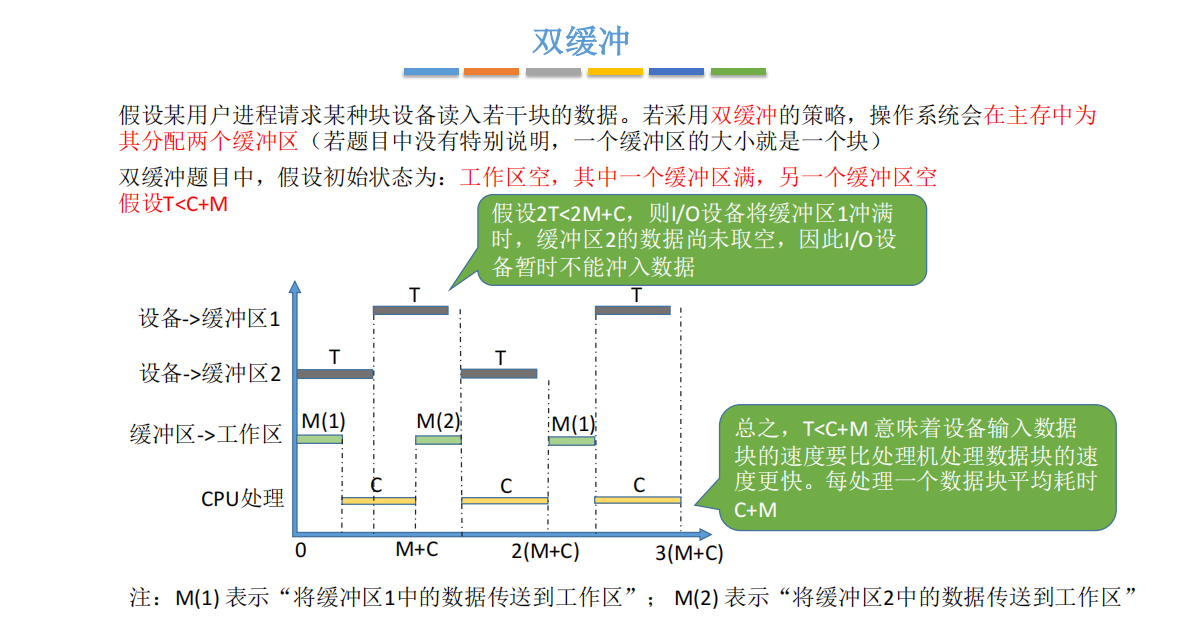 双缓冲
假设某用户进程请求某种块设备读入若干块的数据。若采用双缓冲的策略，操作系统会在主存中为
其分配两个缓冲区（若题目中没有特别说明，一个缓冲区的大小就是一个块）
双缓冲题目中，假设初始状态为：工作区空，其中一个缓冲区满，另一个缓冲区空
假设T<C+M
假设2T<2M+C，则I/O设备将缓冲区1冲满
时，缓冲区2的数据尚未取空，因此I/O设
备暂时不能冲入数据
T
T
设备->缓冲区1
T
T
设备->缓冲区2
M(1)
M(2)
M(1)
缓冲区->工作区
C
C
C
CPU处理
总之，T<C+M 意味着设备输入数据
块的速度要比处理机处理数据块的速
度更快。每处理一个数据块平均耗时
C+M
0
M+C
2(M+C)
3(M+C)
注：M(1) 表示“将缓冲区1中的数据传送到工作区”； M(2) 表示“将缓冲区2中的数据传送到工作区”